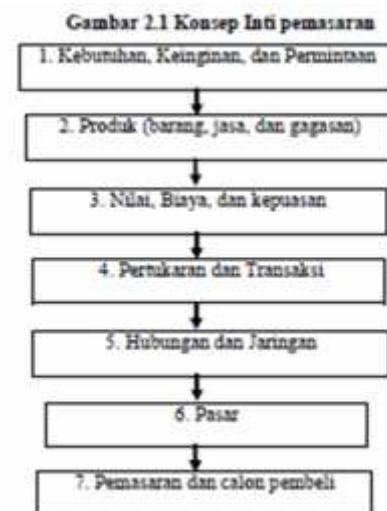 Gambar 2.1 Konsep Inti pemasaran
1. Kebutuhan, Keinginan, dan Permintaan
2. Produk (barang, jasa, dan gagasan)
3. Nilai, Biaya, dan kepuasan
4. Pertukaran dan Transaksi
5. Hubungan dan Jaringan
6. Pasar
7. Pemasaran dan calon pembeli